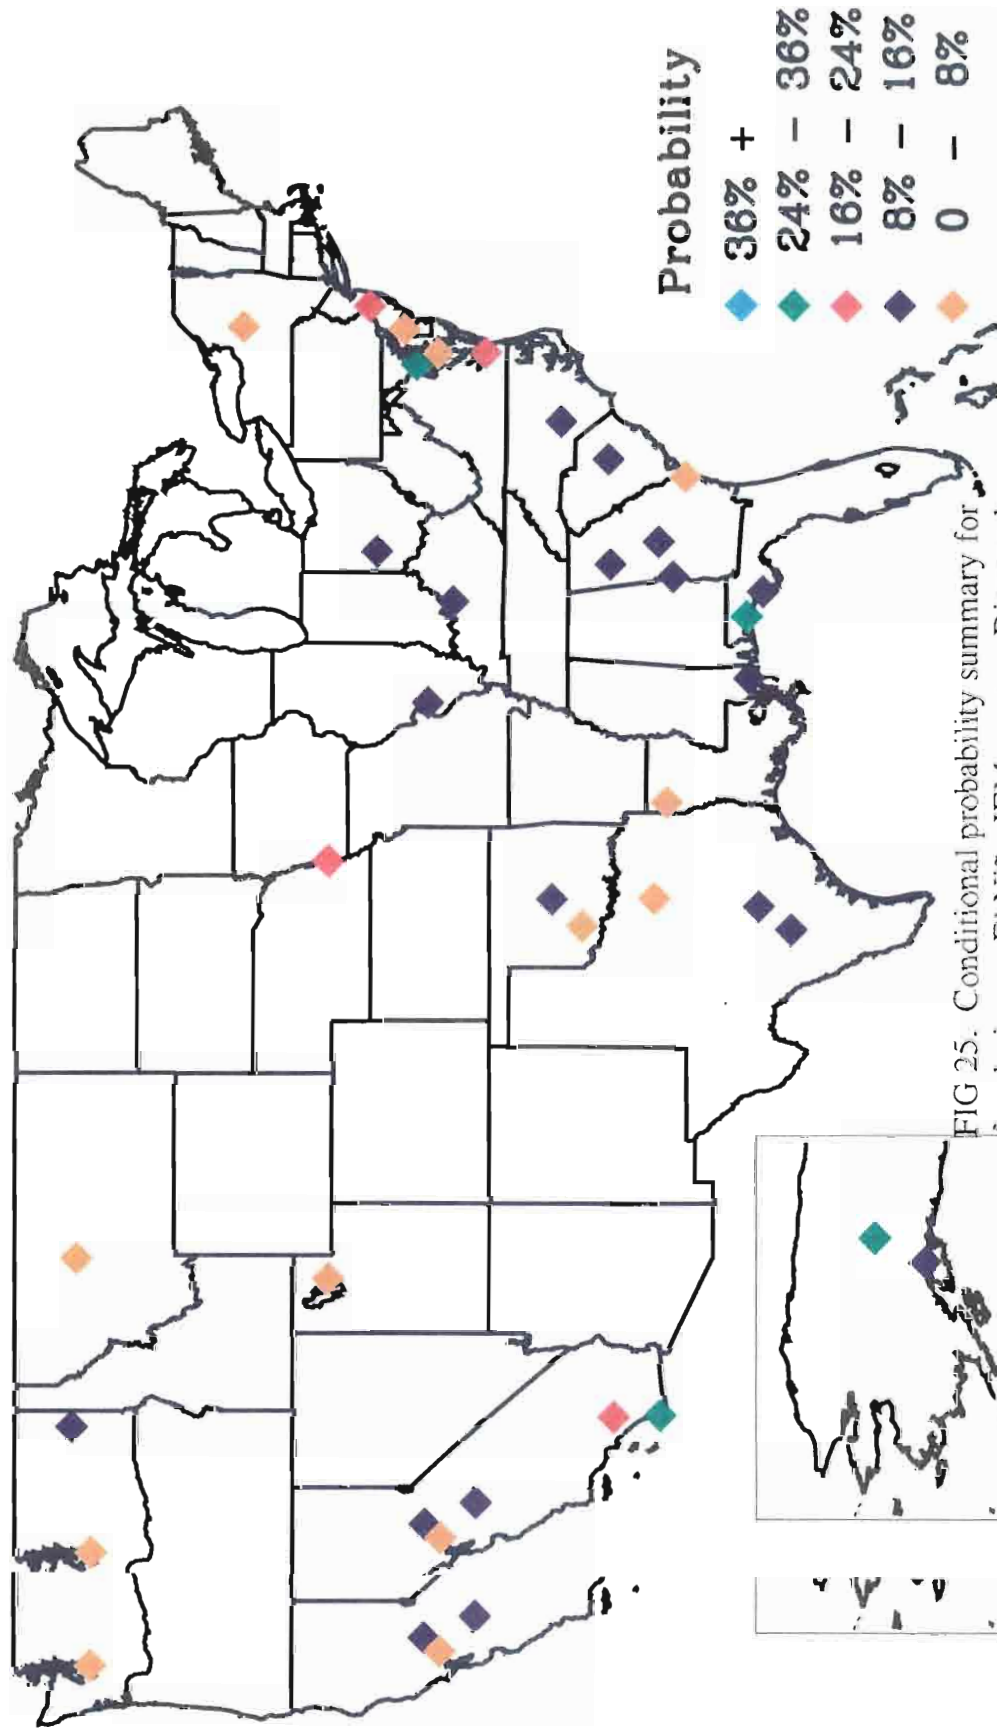 Probability
36% +
24% - 36%
16% - 24%
8% - 16%
0 - 8%
FIG 25. Conditional probability summary for